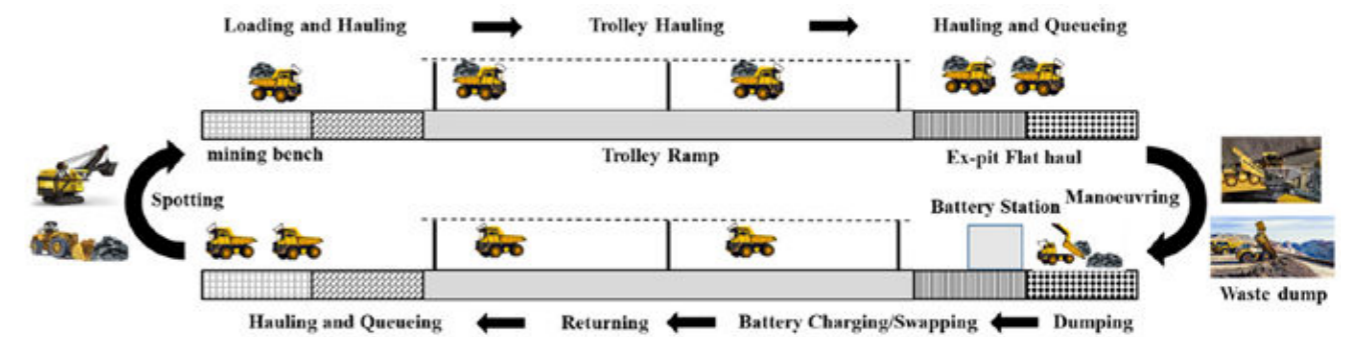 Loading and Hauling
Trolley Hauling
Hauling and Queueing
mining bench
Trolley Ramp
Ex-pit Flat haul
Spotting
Battery Station
Manoeuvring
Waste dump
Hauling and Queueing
Returning
Battery Charging/Swapping
Dumping